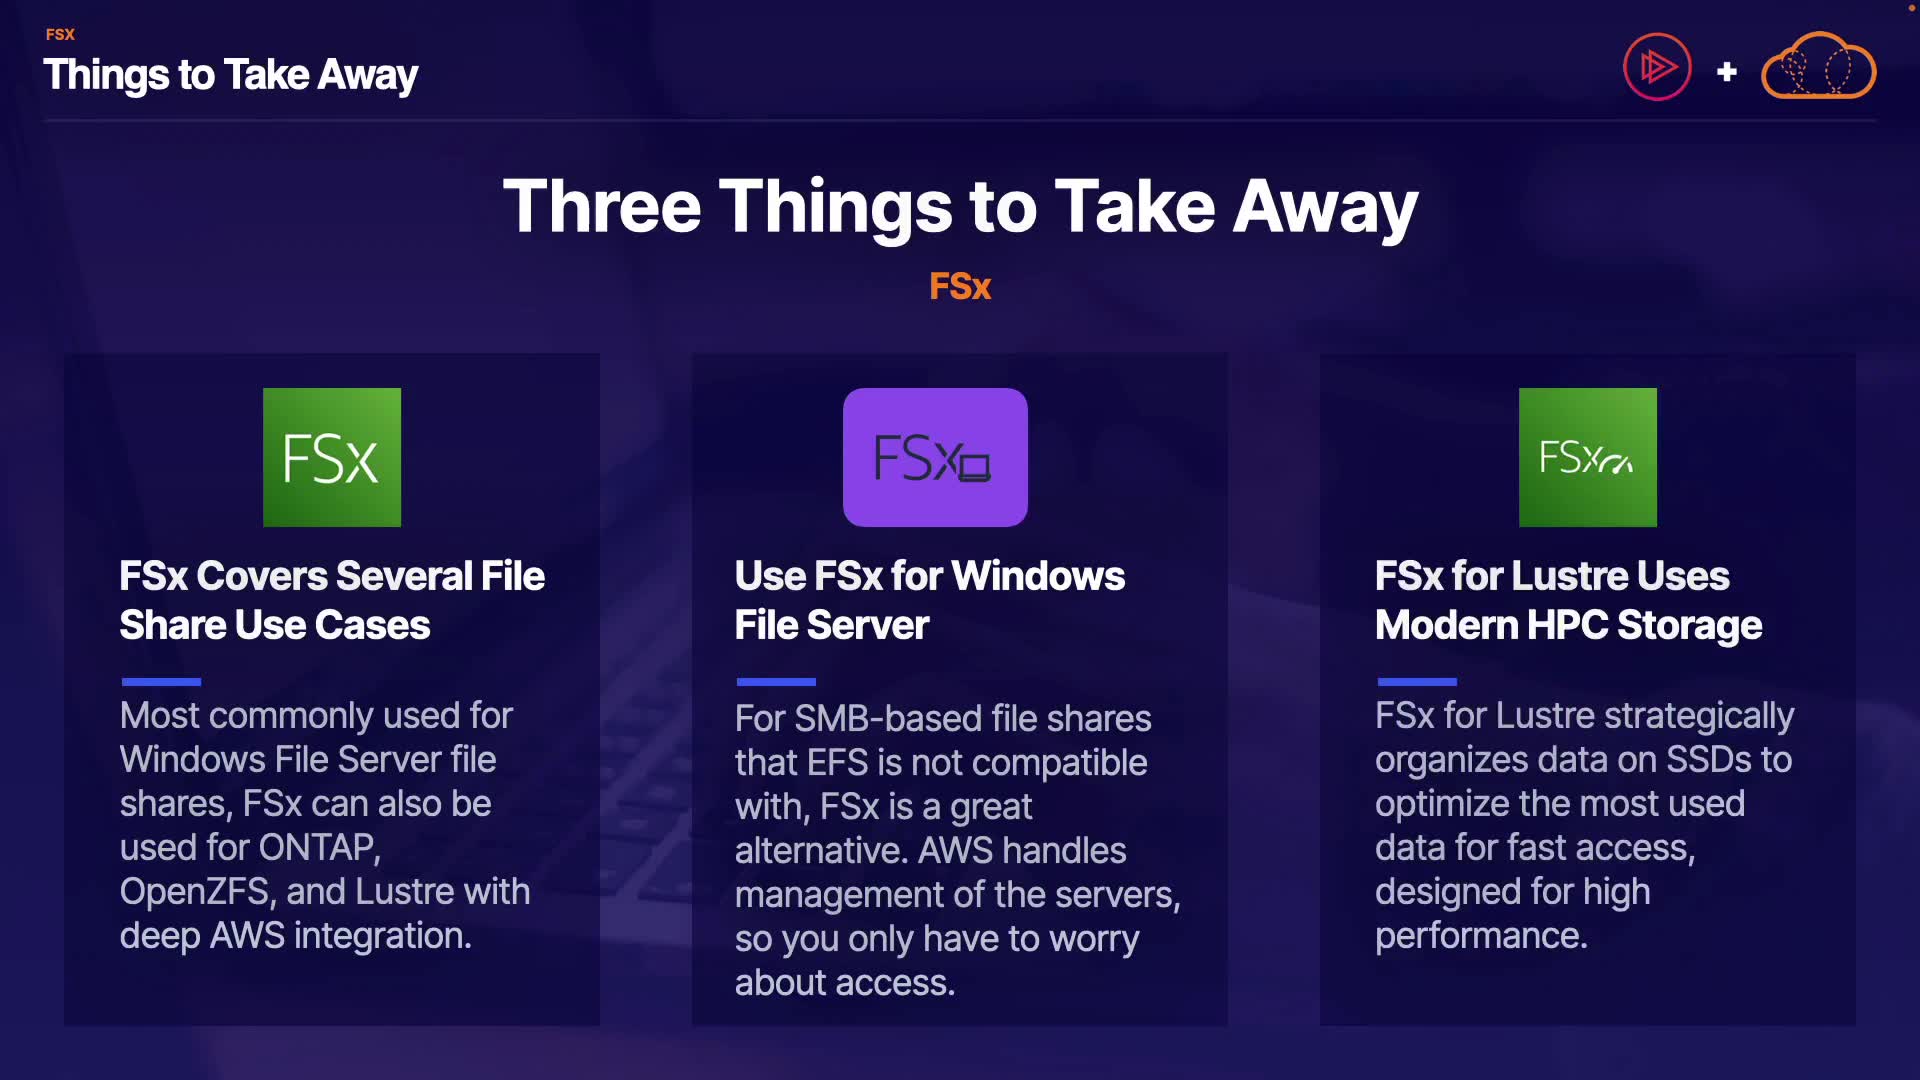 FSX
Things to Take Away
Three Things to Take Away
FSx
FSx
FSx Covers Several File
Share Use Cases
Most commonly used for
Windows File Server file
shares, FSx can also be
used for ONTAP,
OpenZFS, and Lustre with
deep AWS integration.
FSx
Use FSx for Windows
File Server
For SMB-based file shares
that EFS is not compatible
with, FSx is a great
alternative. AWS handles
management of the servers,
so you only have to worry
about access.
FSx
FSx for Lustre Uses
Modern HPC Storage
FSx for Lustre strategically
organizes data on SSDs to
optimize the most used
data for fast access,
designed for high
performance.